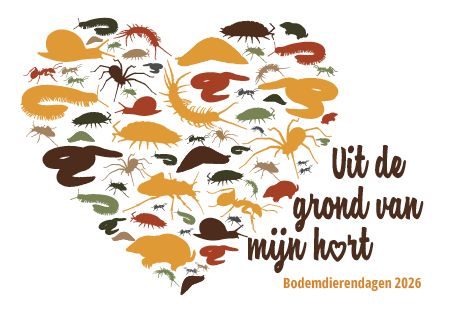 Uit de
grond van
mijn hart
Bodemdierendagen 2026